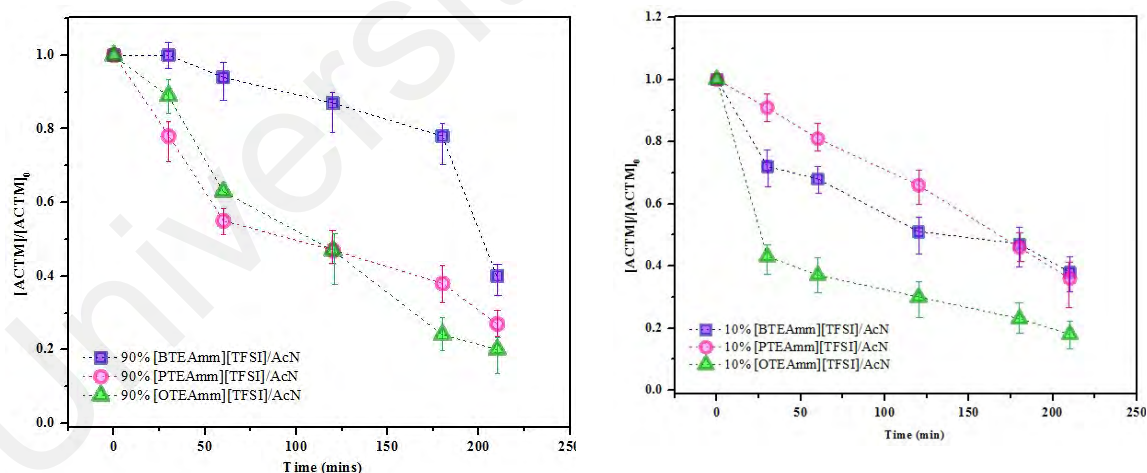 1.0
0.8
0.6
0.4
0.2
0.0
[ACTM]/[ACTM]0
90% [BTEAmm][TFSI]/AcN
90% [PTEAmm][TFSI]/AcN
90% [OTEAmm][TFSI]/AcN
0 50 100 150 200 250
Time (mins)
1.2
1.0
0.8
0.6
0.4
0.2
0.0
[ACTM]/[ACTM]0
10% [BTEAmm][TFSI]/AcN
10% [PTEAmm][TFSI]/AcN
10% [OTEAmm][TFSI]/AcN
0 50 100 150 200 250
Time (min)
Univers